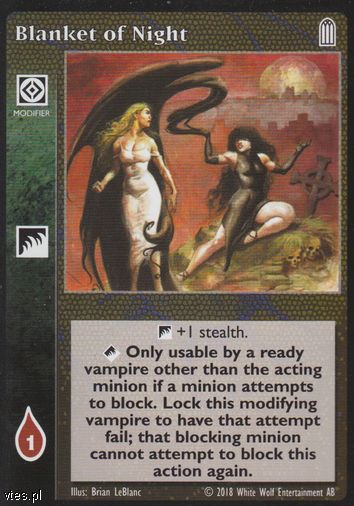 Blanket of Night
MODIFIER
+1 stealth.
Only usable by a ready
vampire other than the acting
minion if a minion attempts
to block. Lock this modifying
vampire to have that attempt
fail; that blocking minion
cannot attempt to block this
action again.
1
vtes.pl
Illus: Brian LeBlanc © 2018 White Wolf Entertainment AB